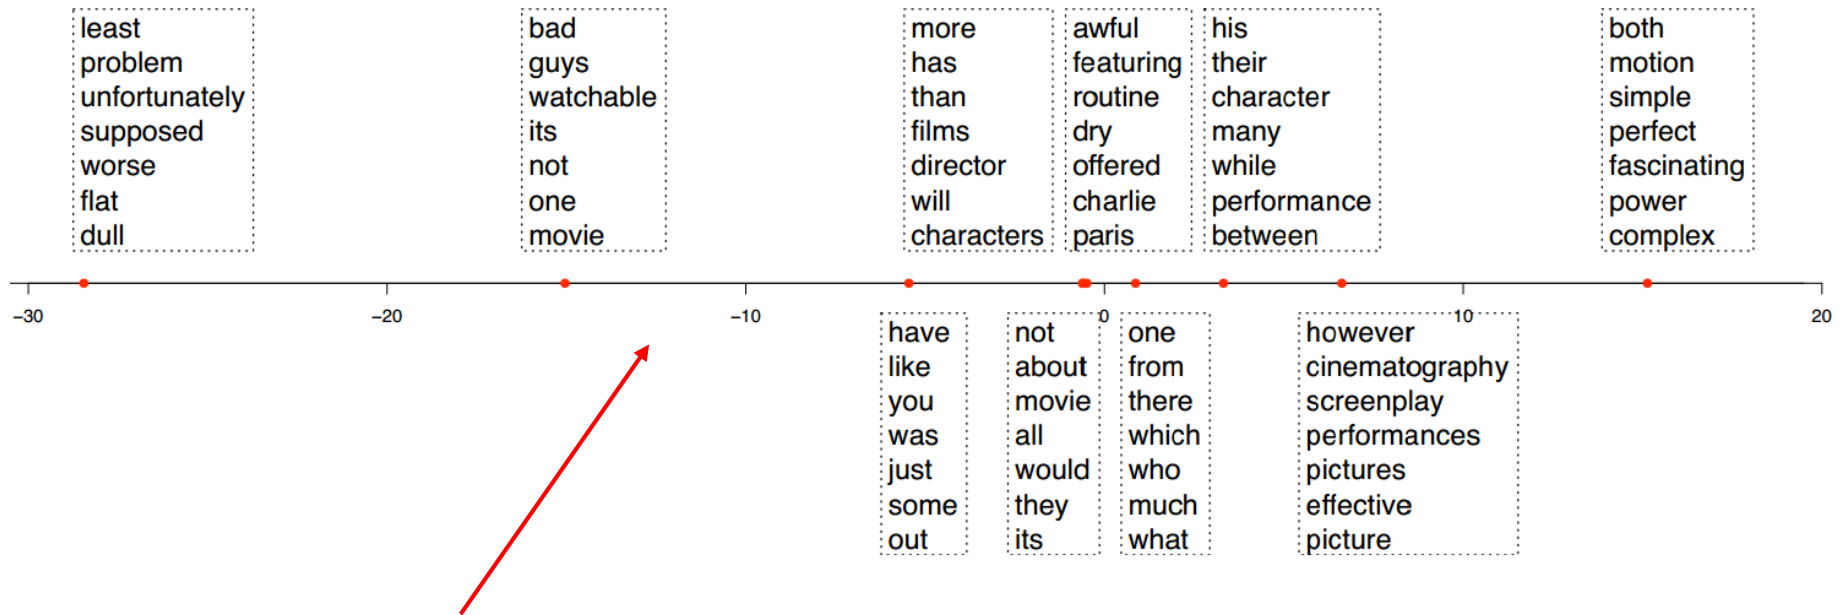 least
problem
unfortunately
supposed
worse
flat
dull
bad
guys
watchable
its
not
one
movie
more
has
than
films
director
will
characters
awful
featuring
routine
dry
offered
charlie
paris
his
their
character
many
while
performance
between
both
motion
simple
perfect
fascinating
power
complex
−30 −20 −10 0 10 20
have
like
you
was
just
some
out
not
about
movie
all
would
they
its
one
from
there
which
who
much
what
however
cinematography
screenplay
performances
pictures
effective
picture